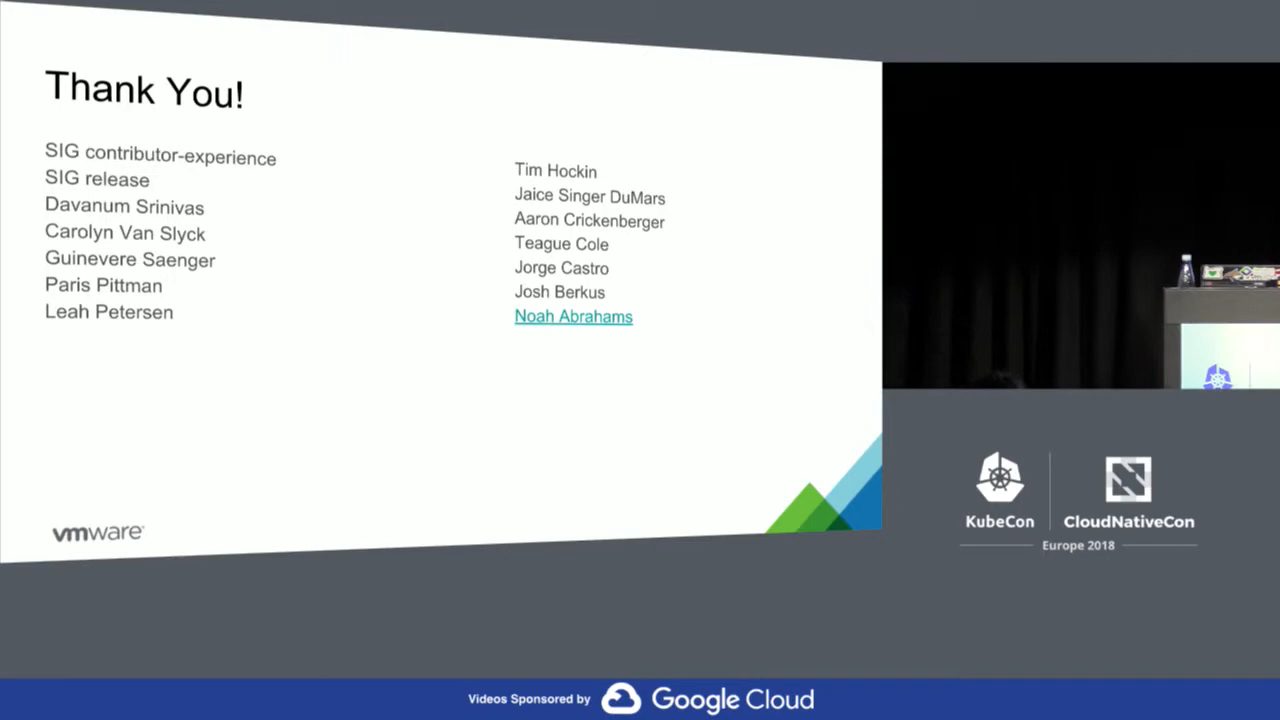 Thank You!
SIG contributor-experience
SIG release
Davanum Srinivas
Carolyn Van Slyck
Guinevere Saenger
Paris Pittman
Leah Petersen
Tim Hockin
Jaice Singer DuMars
Aaron Crickenberger
Teague Cole
Jorge Castro
Josh Berkus
Noah Abrahams
vmware
KubeCon
CloudNativeCon
Europe 2018
Videos Sponsored by Google Cloud